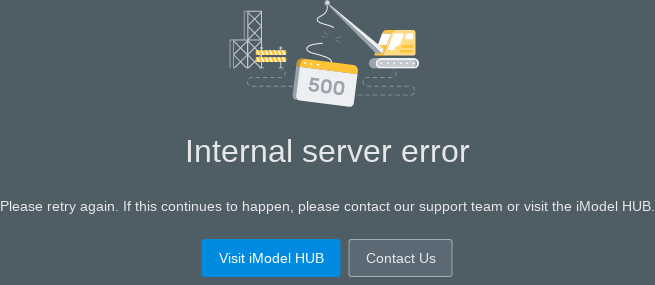 500
Internal server error
Please retry again. If this continues to happen, please contact our support team or visit the iModel HUB.
Visit iModel HUB
Contact Us